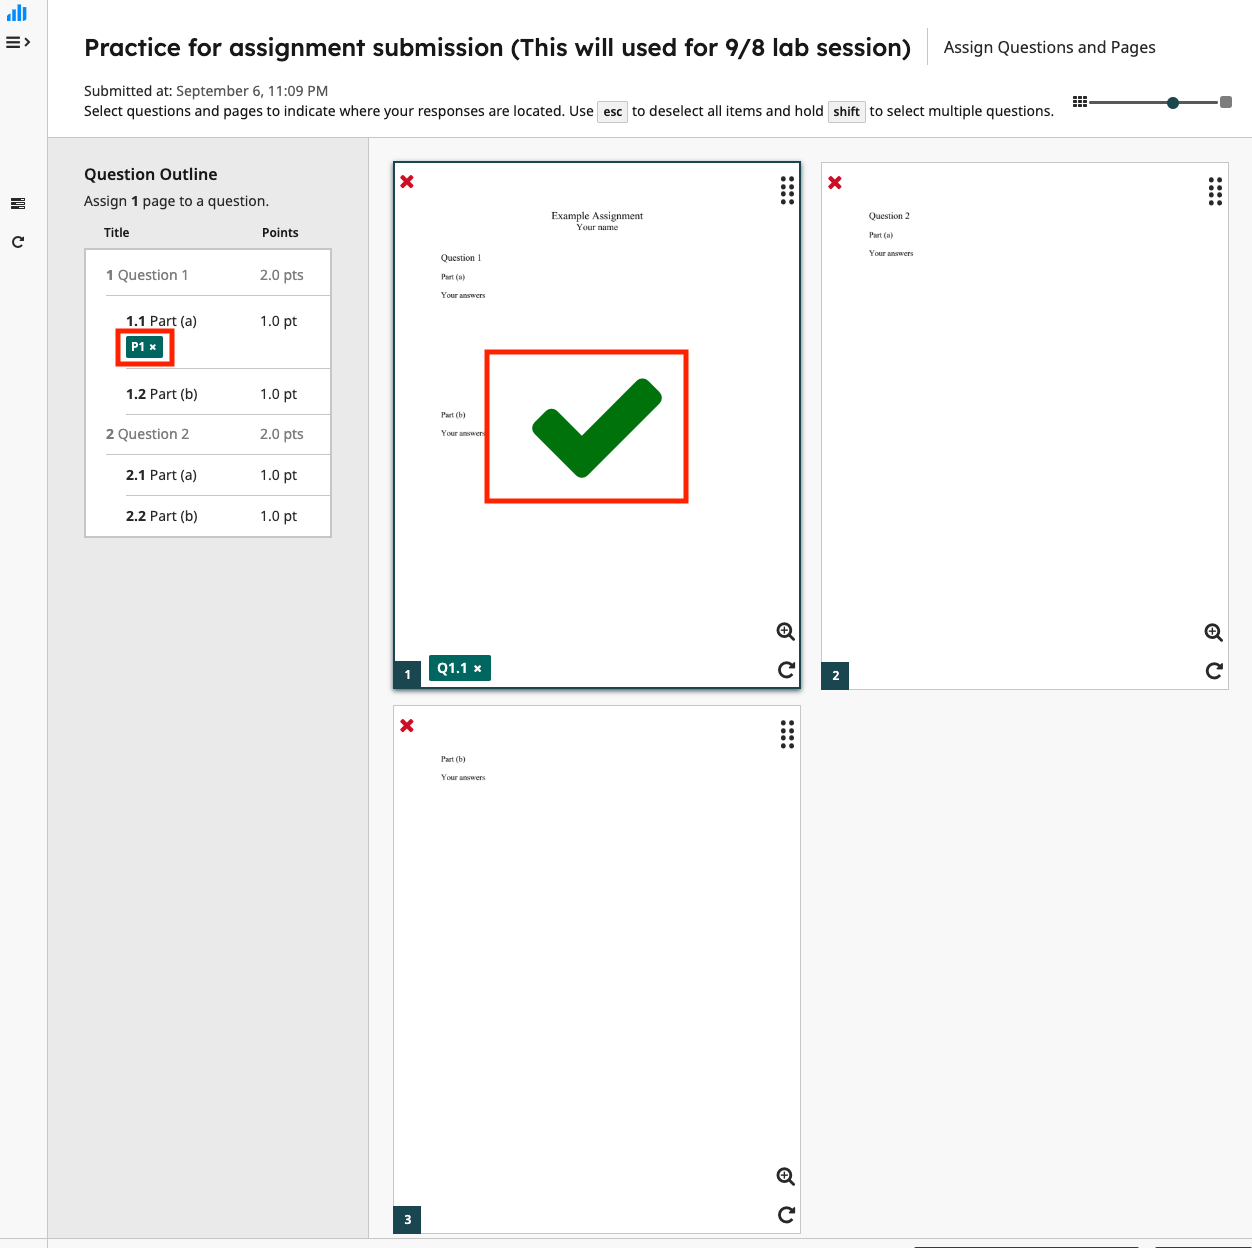 Practice for assignment submission (This will used for 9/8 lab session)
Assign Questions and Pages
Submitted at: September 6, 11:09 PM
Select questions and pages to indicate where your responses are located. Use esc to deselect all items and hold shift to select multiple questions.
Question Outline
Assign 1 page to a question.
Title Points
1 Question 1 2.0 pts
1.1 Part (a) 1.0 pt
P1 ×
1.2 Part (b) 1.0 pt
2 Question 2 2.0 pts
2.1 Part (a) 1.0 pt
2.2 Part (b) 1.0 pt
Example Assignment
Your name
Question 1
Part (a)
Your answers
Part (b)
Your answers
1 Q1.1 ×
Question 2
Part (a)
Your answers
2
Part (b)
Your answers
3